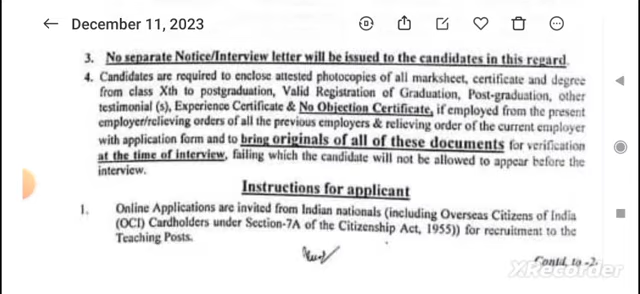 December 11, 2023
3. No separate Notice/Interview letter will be issued to the candidates in this regard.
4. Candidates are required to enclose attested photocopies of all marksheet, certificate and degree
from class Xth to postgraduation, Valid Registration of Graduation, Post-graduation, other
testimonial (s), Experience Certificate & No Objection Certificate, if employed from the present
employer/relieving orders of all the previous employers & relieving order of the current employer
with application form and to bring originals of all of these documents for verification
at the time of interview, failing which the candidate will not be allowed to appear before the
interview.
Instructions for applicant
1. Online Applications are invited from Indian nationals (including Overseas Citizens of India
(OCI) Cardholders under Section-7A of the Citizenship Act, 1955)) for recruitment to the
Teaching Posts.
Contd. to -2-
XRecorder